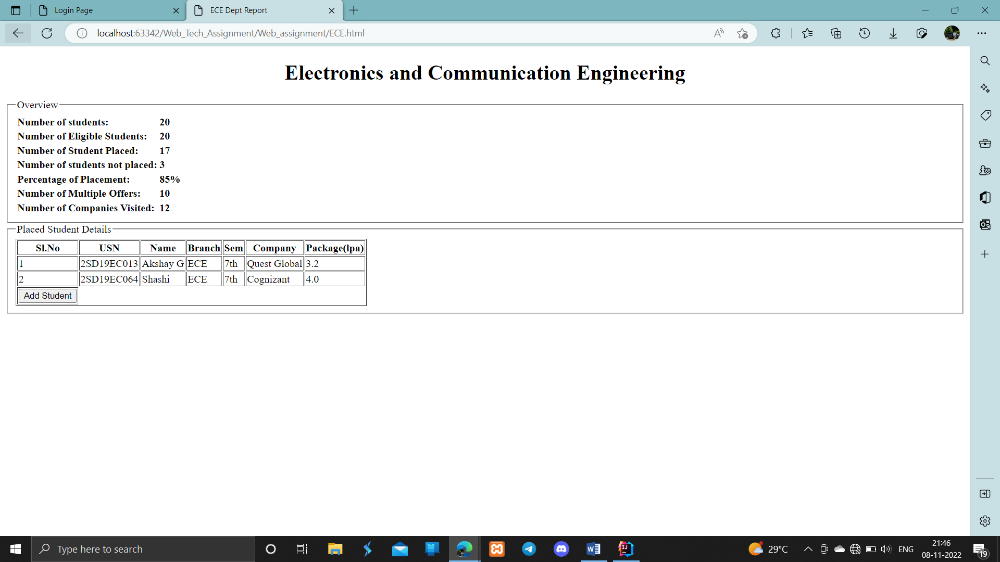 Login Page
ECE Dept Report
localhost:63342/Web_Tech_Assignment/Web_assignment/ECE.html
Electronics and Communication Engineering
Overview
Number of students: 20
Number of Eligible Students: 20
Number of Student Placed: 17
Number of students not placed: 3
Percentage of Placement: 85%
Number of Multiple Offers: 10
Number of Companies Visited: 12
Placed Student Details
Sl.No USN Name Branch Sem Company Package(lpa)
1 2SD19EC013 Akshay G ECE 7th Quest Global 3.2
2 2SD19EC064 Shashi ECE 7th Cognizant 4.0
Add Student
Type here to search
29°C
ENG
21:46
08-11-2022
19